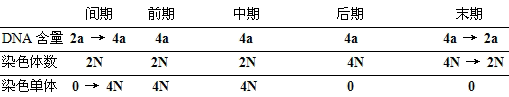 间期 前期 中期 后期 末期
DNA 含量 2a → 4a 4a 4a 4a 4a → 2a
染色体数 2N 2N 2N 4N 4N → 2N
染色单体 0 → 4N 4N 4N 0 0